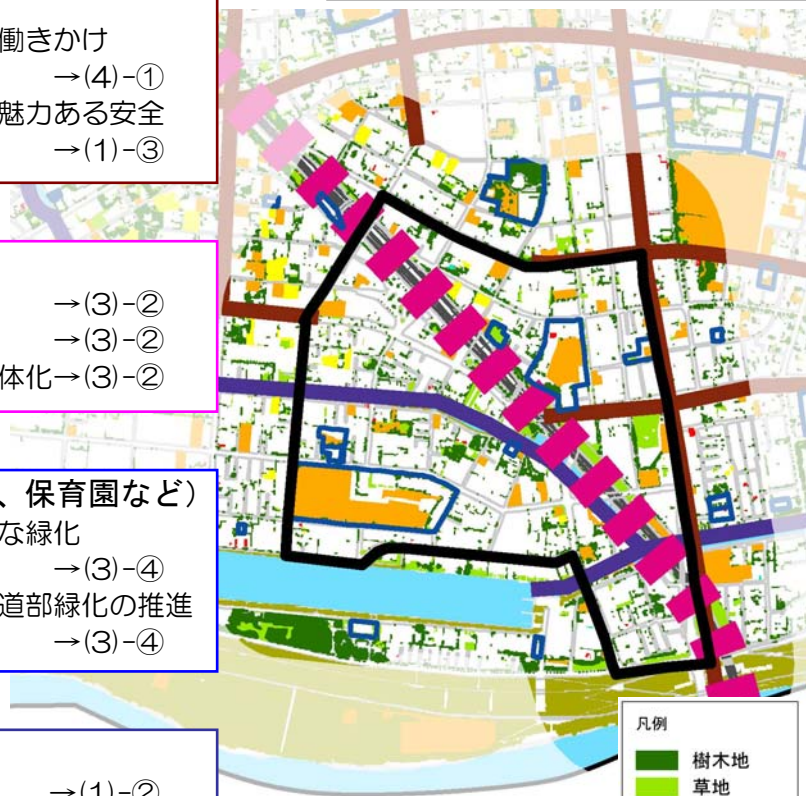 働きかけ
→(4)-①
魅力ある安全
→(1)-③
→(3)-②
→(3)-②
体化→(3)-②
、保育園など)
な緑化
→(3)-④
道部緑化の推進
→(3)-④
→(1)-②
凡例
樹木地
草地